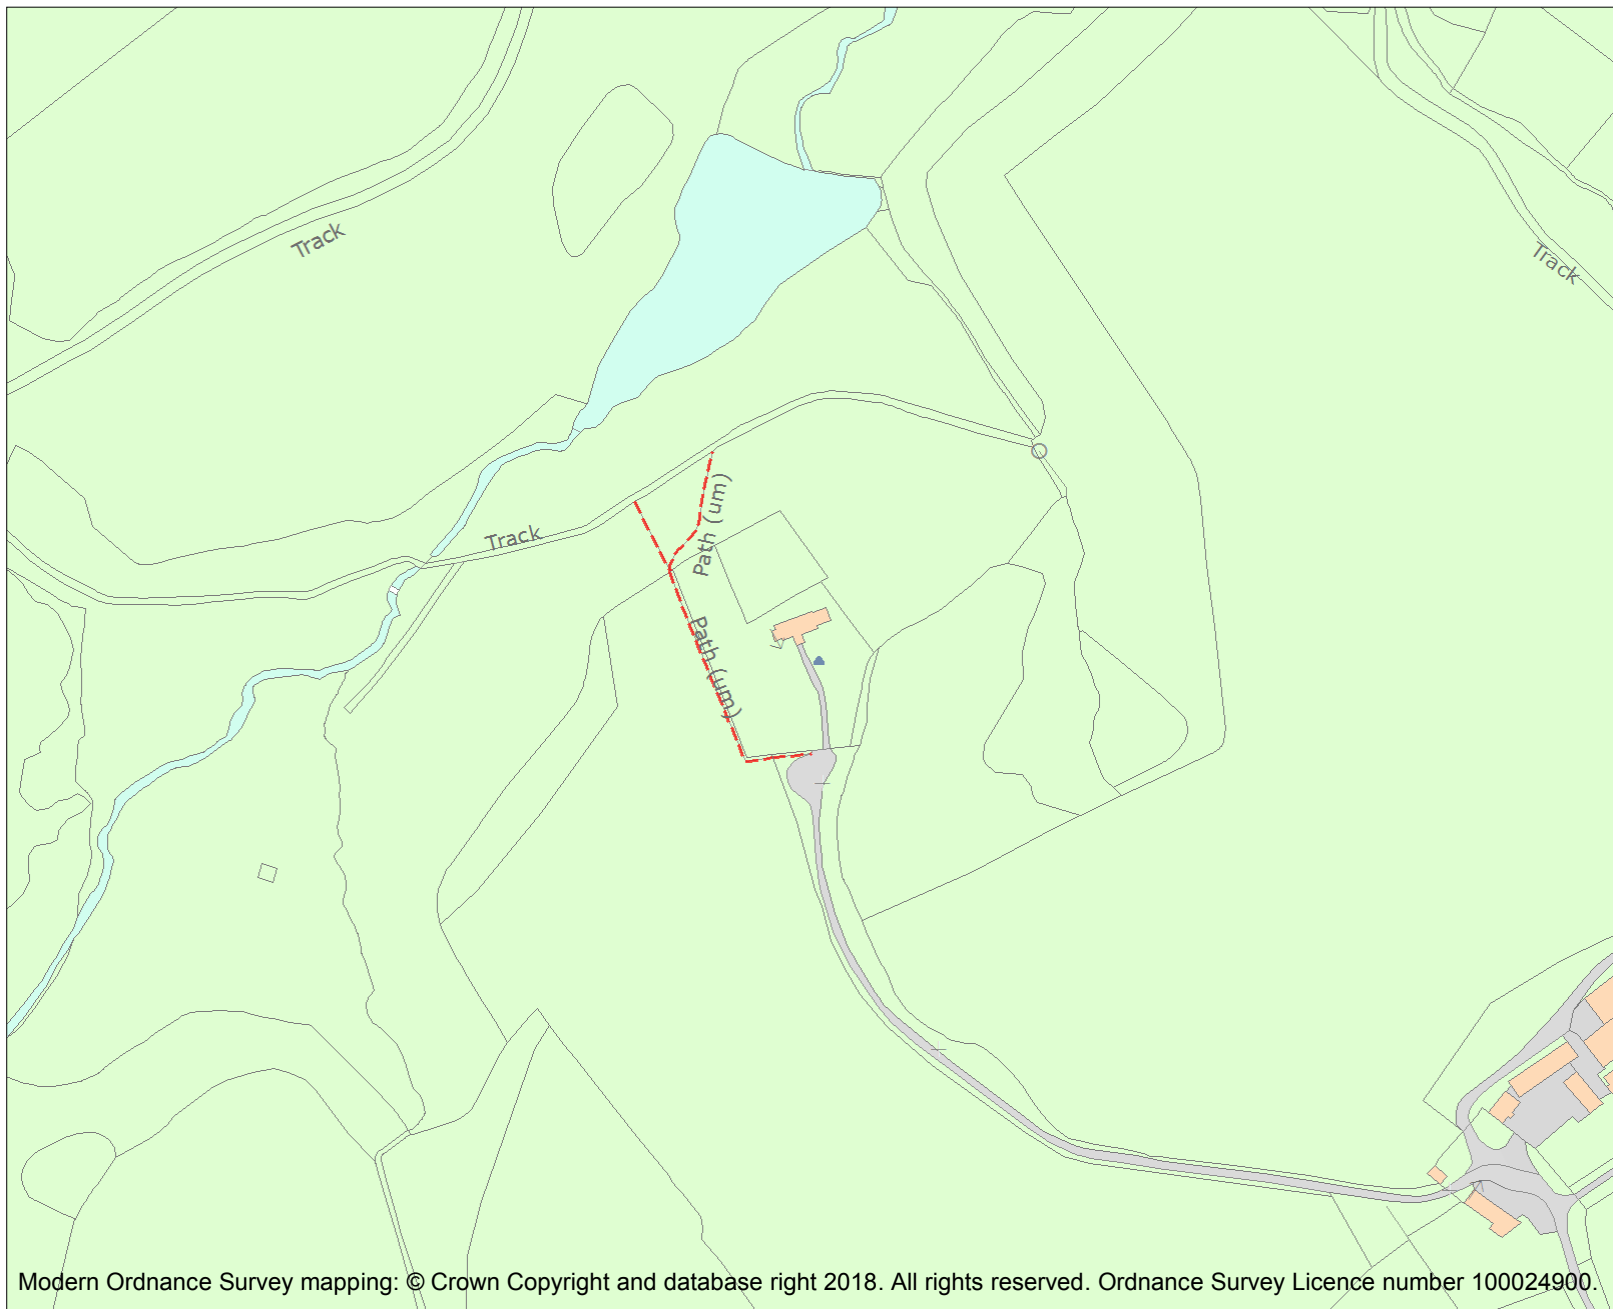 Track
Track
Track
Path (um)
Path (um)
Modern Ordnance Survey mapping: © Crown Copyright and database right 2018. All rights reserved. Ordnance Survey Licence number 100024900.